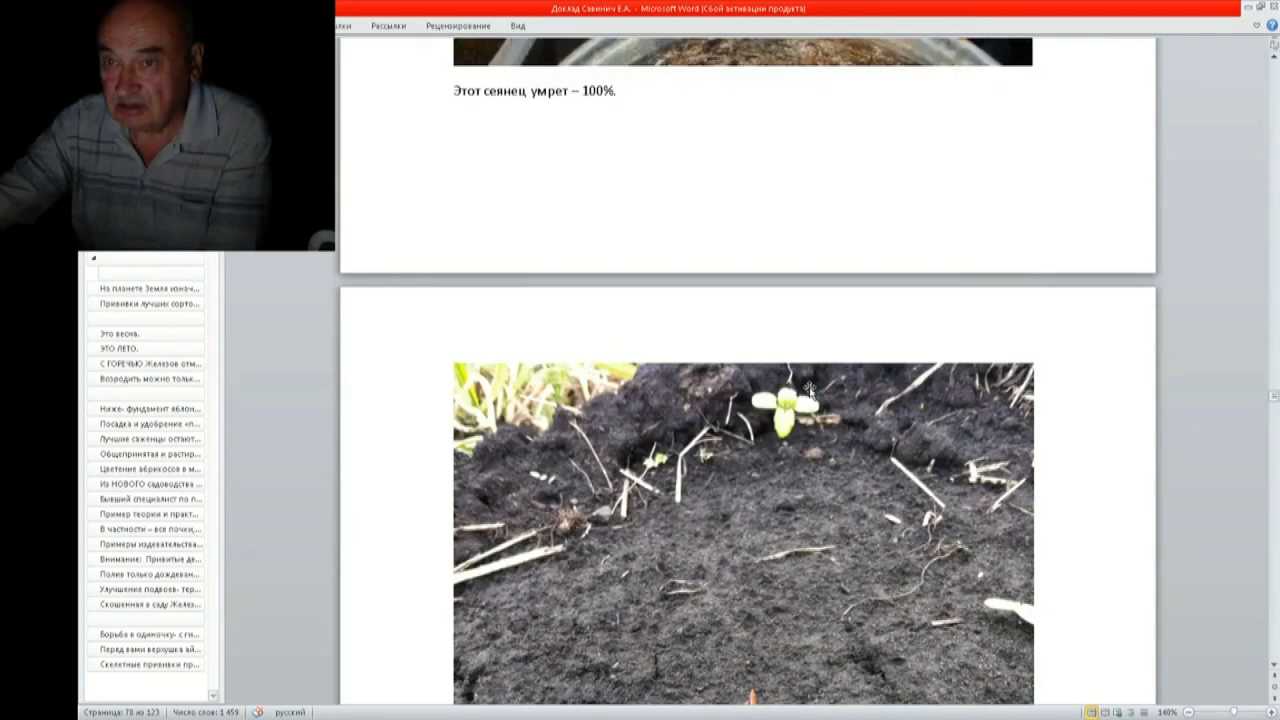 Доклад Савинич Е.А. - Microsoft Word (Сбой активации продукта)
лки Рассылки Рецензирование Вид
Этот сеянец умрет – 100%.
На планете Земля изнач...
Прививки лучших сорто...
Это весна.
ЭТО ЛЕТО.
С ГОРЕЧЬЮ Железов отм...
Возродить можно тольк...
Ниже- фундамент яблон...
Посадка и удобрение «п...
Лучшие саженцы остают...
Общепринятая и растир...
Цветение абрикосов в м...
Из НОВОГО садоводства ...
Бывший специалист по п...
Пример теории и практ...
В частности – все почки,...
Примеры издевательства...
Внимание: Привитые де...
Полив только дождеван...
Улучшение подвоев- тер...
Скошенная в саду Желез...
Борьба в одиночку- с ги...
Перед вами верхушка ай...
Скелетные прививки пр...
Страница: 78 из 123 Число слов: 1 459 русский 140%